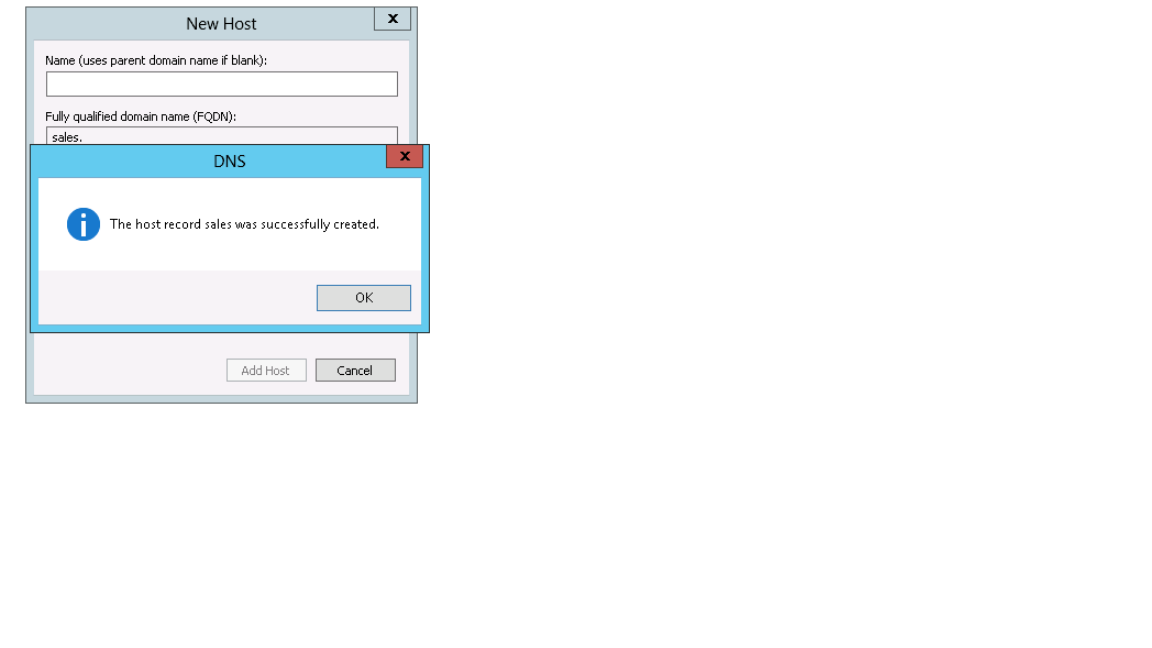 New Host
x
Name (uses parent domain name if blank):
Fully qualified domain name (FQDN):
sales.
DNS
x
The host record sales was successfully created.
OK
Add Host
Cancel